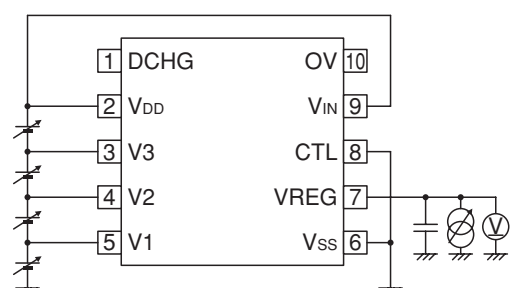 1 DCHG OV 10
2 VDD VIN 9
3 V3 CTL 8
4 V2 VREG 7
5 V1 VSS 6
V